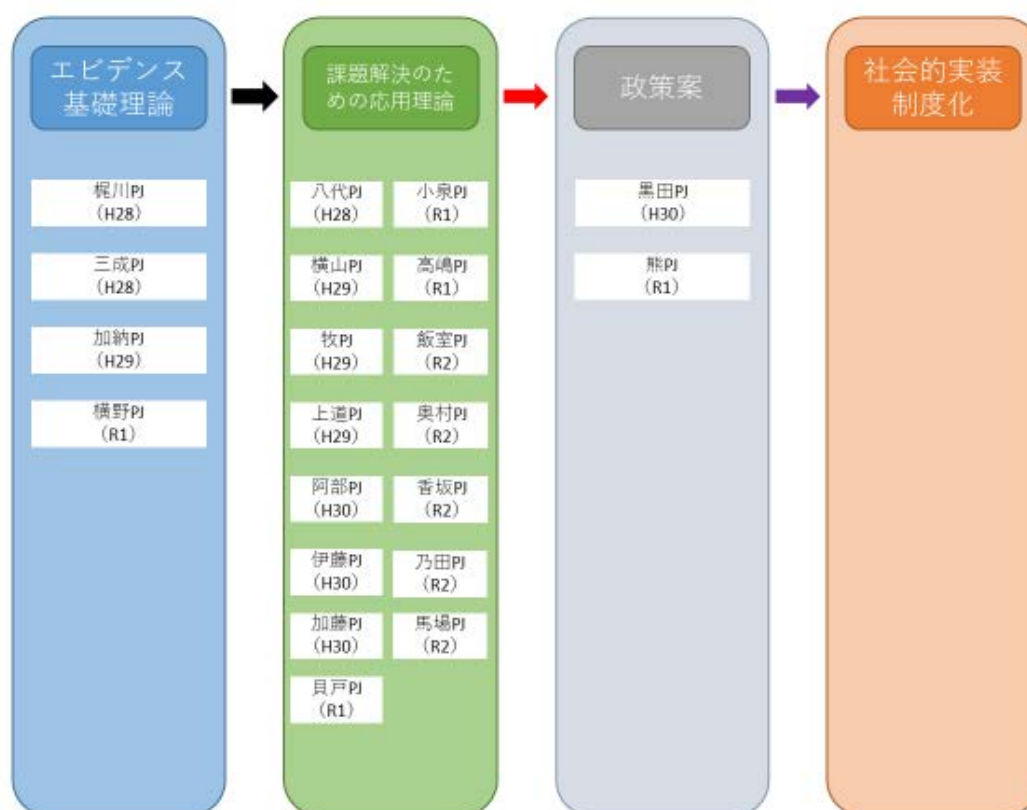 エビデンス
基礎理論
課題解決のた
めの応用理論
政策案
社会的実装
制度化
梶川PJ
(H28)
三成PJ
(H28)
加納PJ
(H29)
横野PJ
(R1)
八代PJ
(H28)
横山PJ
(H29)
牧PJ
(H29)
上道PJ
(H29)
阿部PJ
(H30)
伊藤PJ
(H30)
加藤PJ
(H30)
貝戸PJ
(R1)
小泉PJ
(R1)
高嶋PJ
(R1)
飯室PJ
(R2)
奥村PJ
(R2)
香坂PJ
(R2)
乃田PJ
(R2)
馬場PJ
(R2)
黒田PJ
(H30)
熊PJ
(R1)